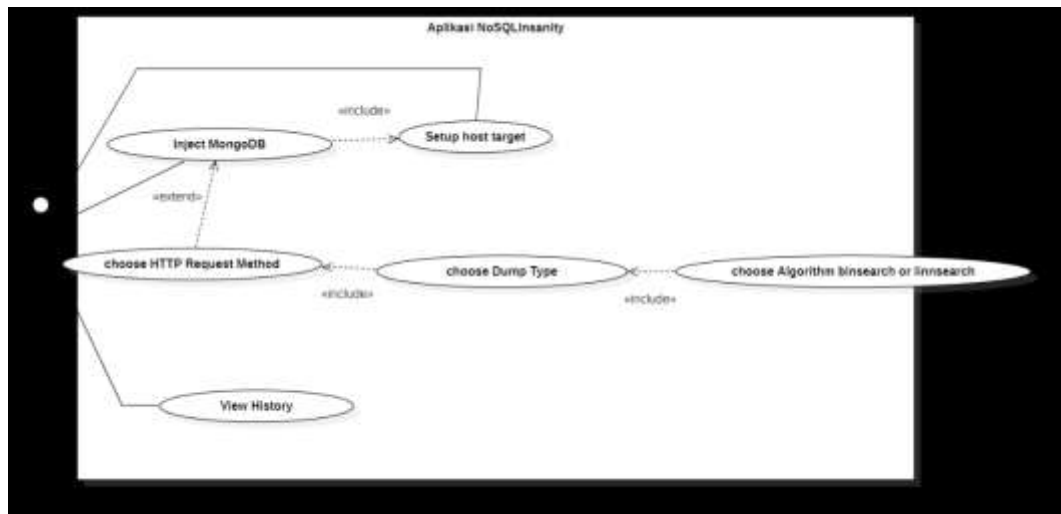 Aplikasi NoSQLInsanity
«include»
Inject MongoDB
Setup host target
«extend»
choose HTTP Request Method
choose Dump Type
choose Algorithm binsearch or linnsearch
«include»
«include»
View History